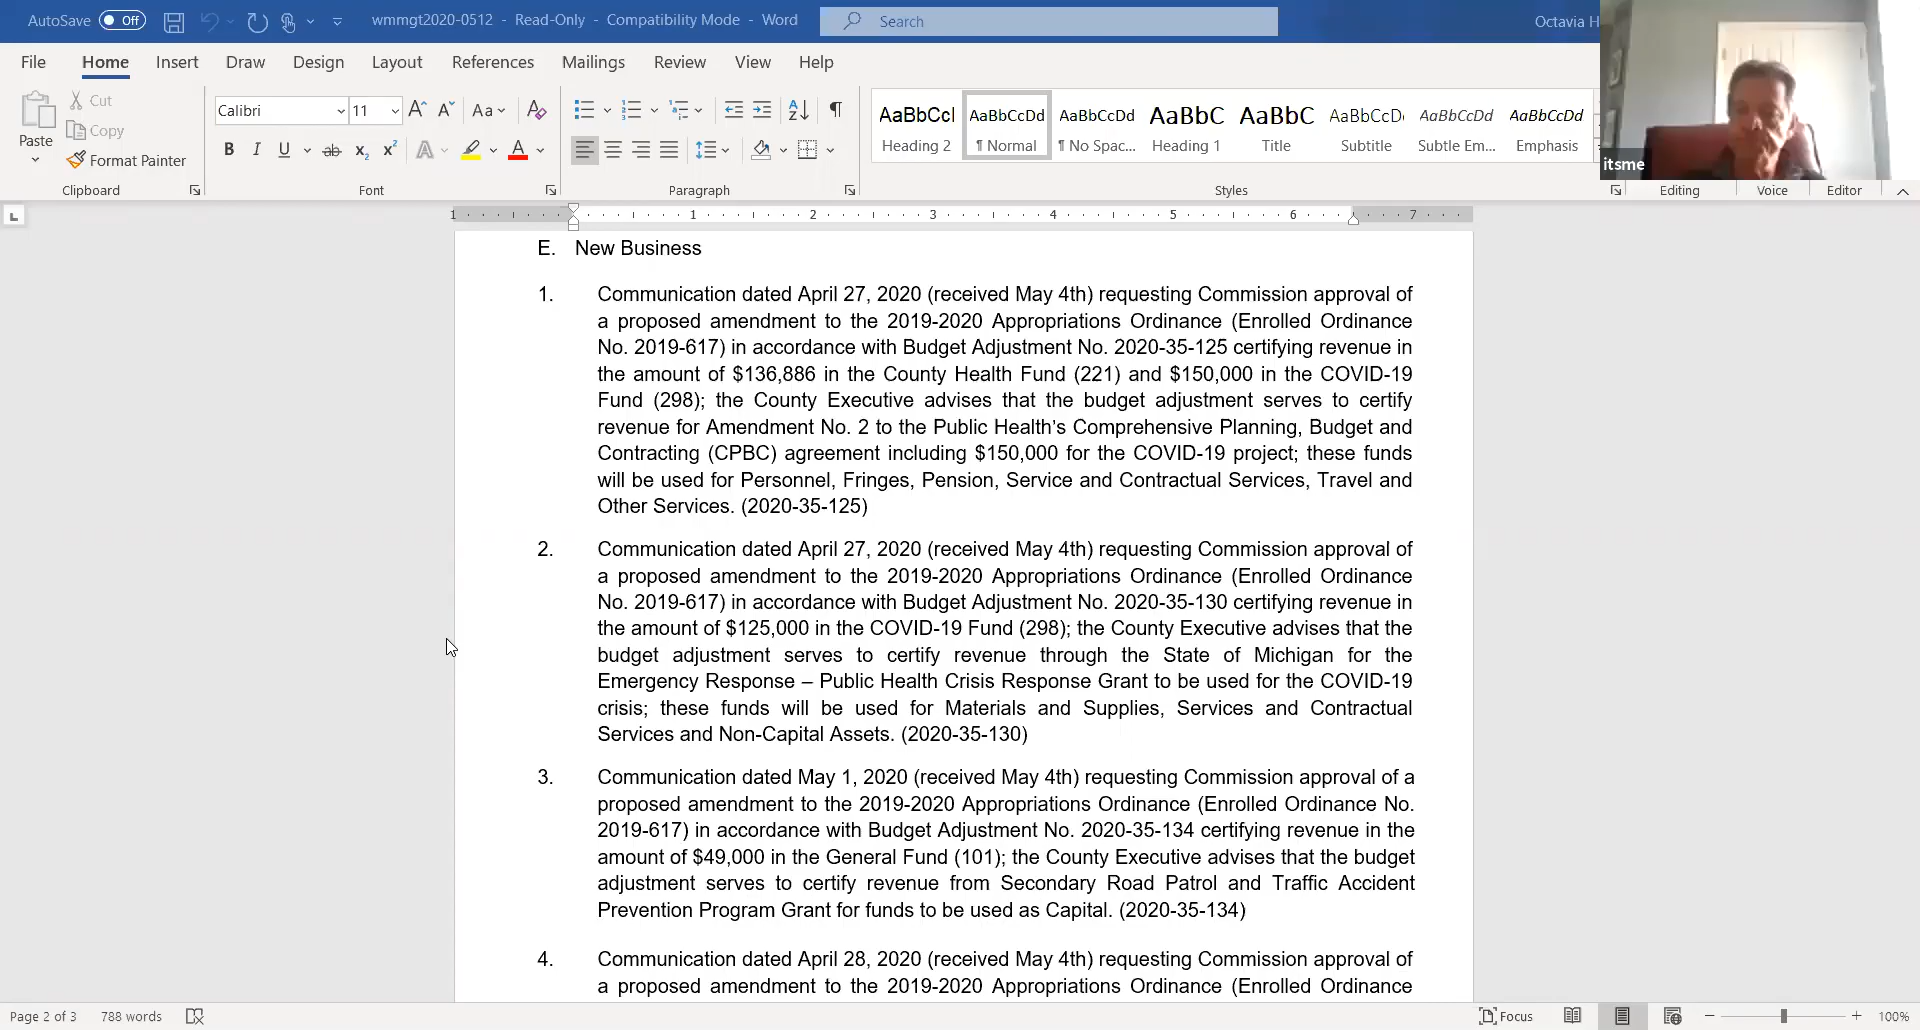 AutoSave Off wmmgt2020-0512 - Read-Only - Compatibility Mode - Word Search Octavia H
File Home Insert Draw Design Layout References Mailings Review View Help
Paste Cut Copy Format Painter
Calibri 11 Aa
B I U ab x2 x2 A A
AaBbCcI AaBbCcDd AaBbCcDd AaBbC AaBbC AaBbCcD AaBbCcDd AaBbCcDd
Heading 2 ¶ Normal ¶ No Spac... Heading 1 Title Subtitle Subtle Em... Emphasis
itsme
Clipboard Font Paragraph Styles Editing Voice Editor
1 1 2 3 4 5 6 7
E. New Business
1. Communication dated April 27, 2020 (received May 4th) requesting Commission approval of
a proposed amendment to the 2019-2020 Appropriations Ordinance (Enrolled Ordinance
No. 2019-617) in accordance with Budget Adjustment No. 2020-35-125 certifying revenue in
the amount of $136,886 in the County Health Fund (221) and $150,000 in the COVID-19
Fund (298); the County Executive advises that the budget adjustment serves to certify
revenue for Amendment No. 2 to the Public Health’s Comprehensive Planning, Budget and
Contracting (CPBC) agreement including $150,000 for the COVID-19 project; these funds
will be used for Personnel, Fringes, Pension, Service and Contractual Services, Travel and
Other Services. (2020-35-125)
2. Communication dated April 27, 2020 (received May 4th) requesting Commission approval of
a proposed amendment to the 2019-2020 Appropriations Ordinance (Enrolled Ordinance
No. 2019-617) in accordance with Budget Adjustment No. 2020-35-130 certifying revenue in
the amount of $125,000 in the COVID-19 Fund (298); the County Executive advises that the
budget adjustment serves to certify revenue through the State of Michigan for the
Emergency Response – Public Health Crisis Response Grant to be used for the COVID-19
crisis; these funds will be used for Materials and Supplies, Services and Contractual
Services and Non-Capital Assets. (2020-35-130)
3. Communication dated May 1, 2020 (received May 4th) requesting Commission approval of a
proposed amendment to the 2019-2020 Appropriations Ordinance (Enrolled Ordinance No.
2019-617) in accordance with Budget Adjustment No. 2020-35-134 certifying revenue in the
amount of $49,000 in the General Fund (101); the County Executive advises that the budget
adjustment serves to certify revenue from Secondary Road Patrol and Traffic Accident
Prevention Program Grant for funds to be used as Capital. (2020-35-134)
4. Communication dated April 28, 2020 (received May 4th) requesting Commission approval of
a proposed amendment to the 2019-2020 Appropriations Ordinance (Enrolled Ordinance
Page 2 of 3 788 words Focus 100%